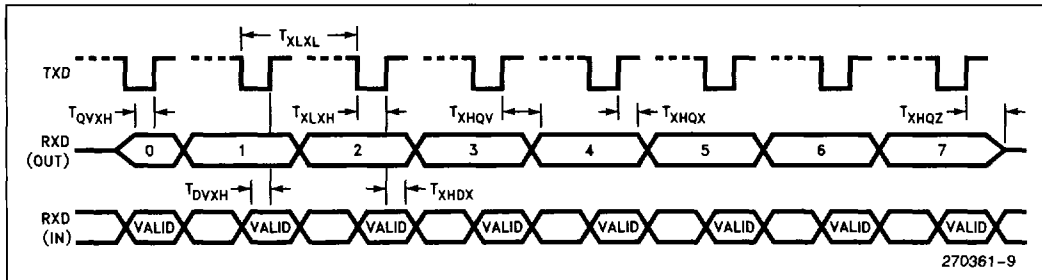 T_XLXL
TXD
T_QVXH T_XLXH T_XHQV T_XHQX T_XHQZ
RXD
(OUT)
0 1 2 3 4 5 6 7
T_DVXH T_XHDX
RXD
(IN)
VALID VALID VALID VALID VALID VALID VALID VALID
270361-9